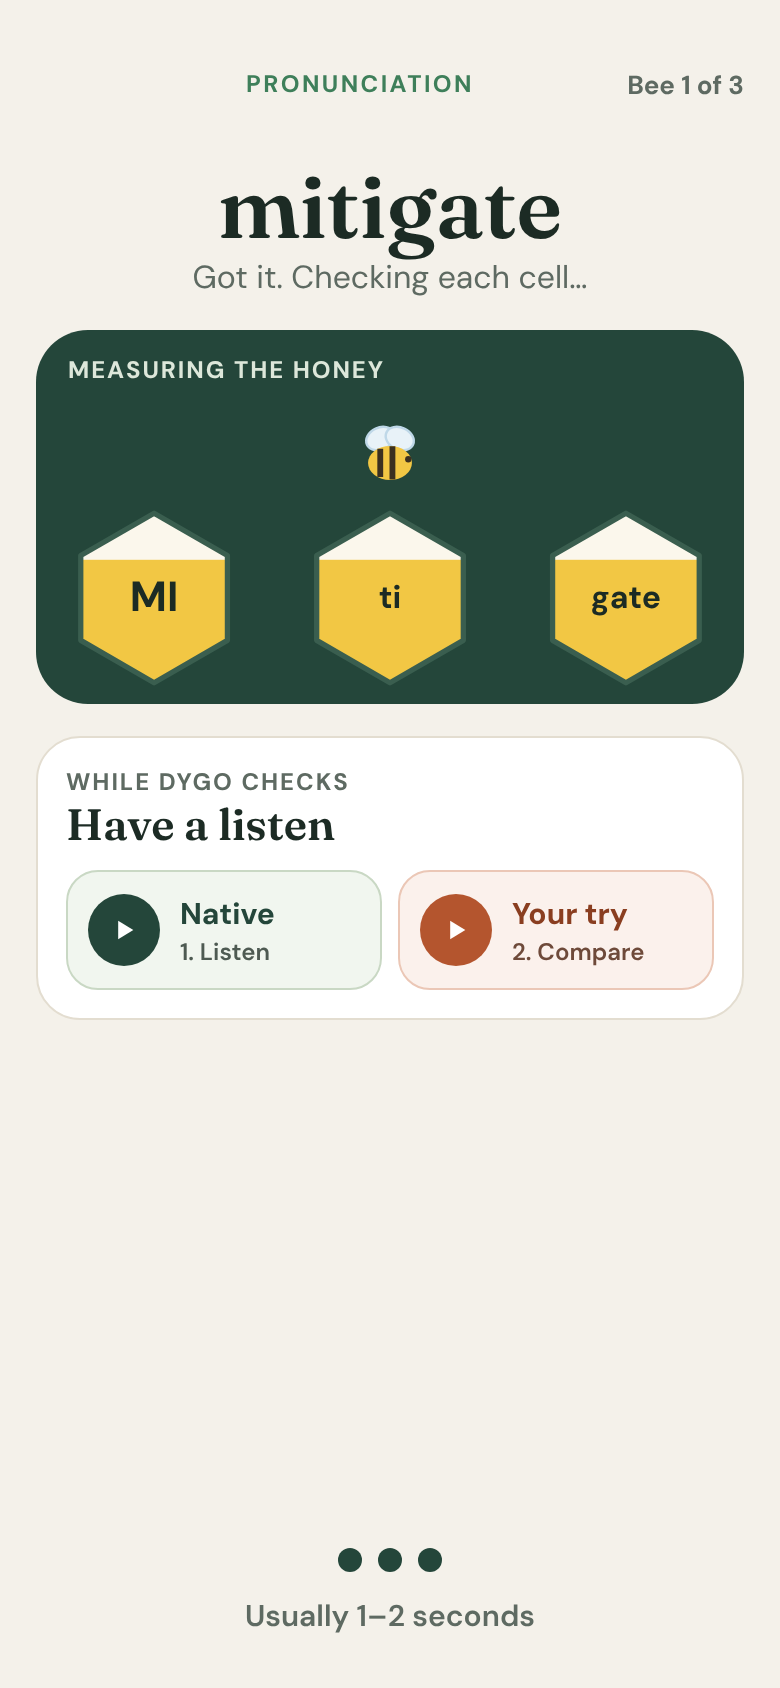 PRONUNCIATION
Bee 1 of 3
mitigate
Got it. Checking each cell...
MEASURING THE HONEY
MI
ti
gate
WHILE DYGO CHECKS
Have a listen
Native
1. Listen
Your try
2. Compare
Usually 1–2 seconds